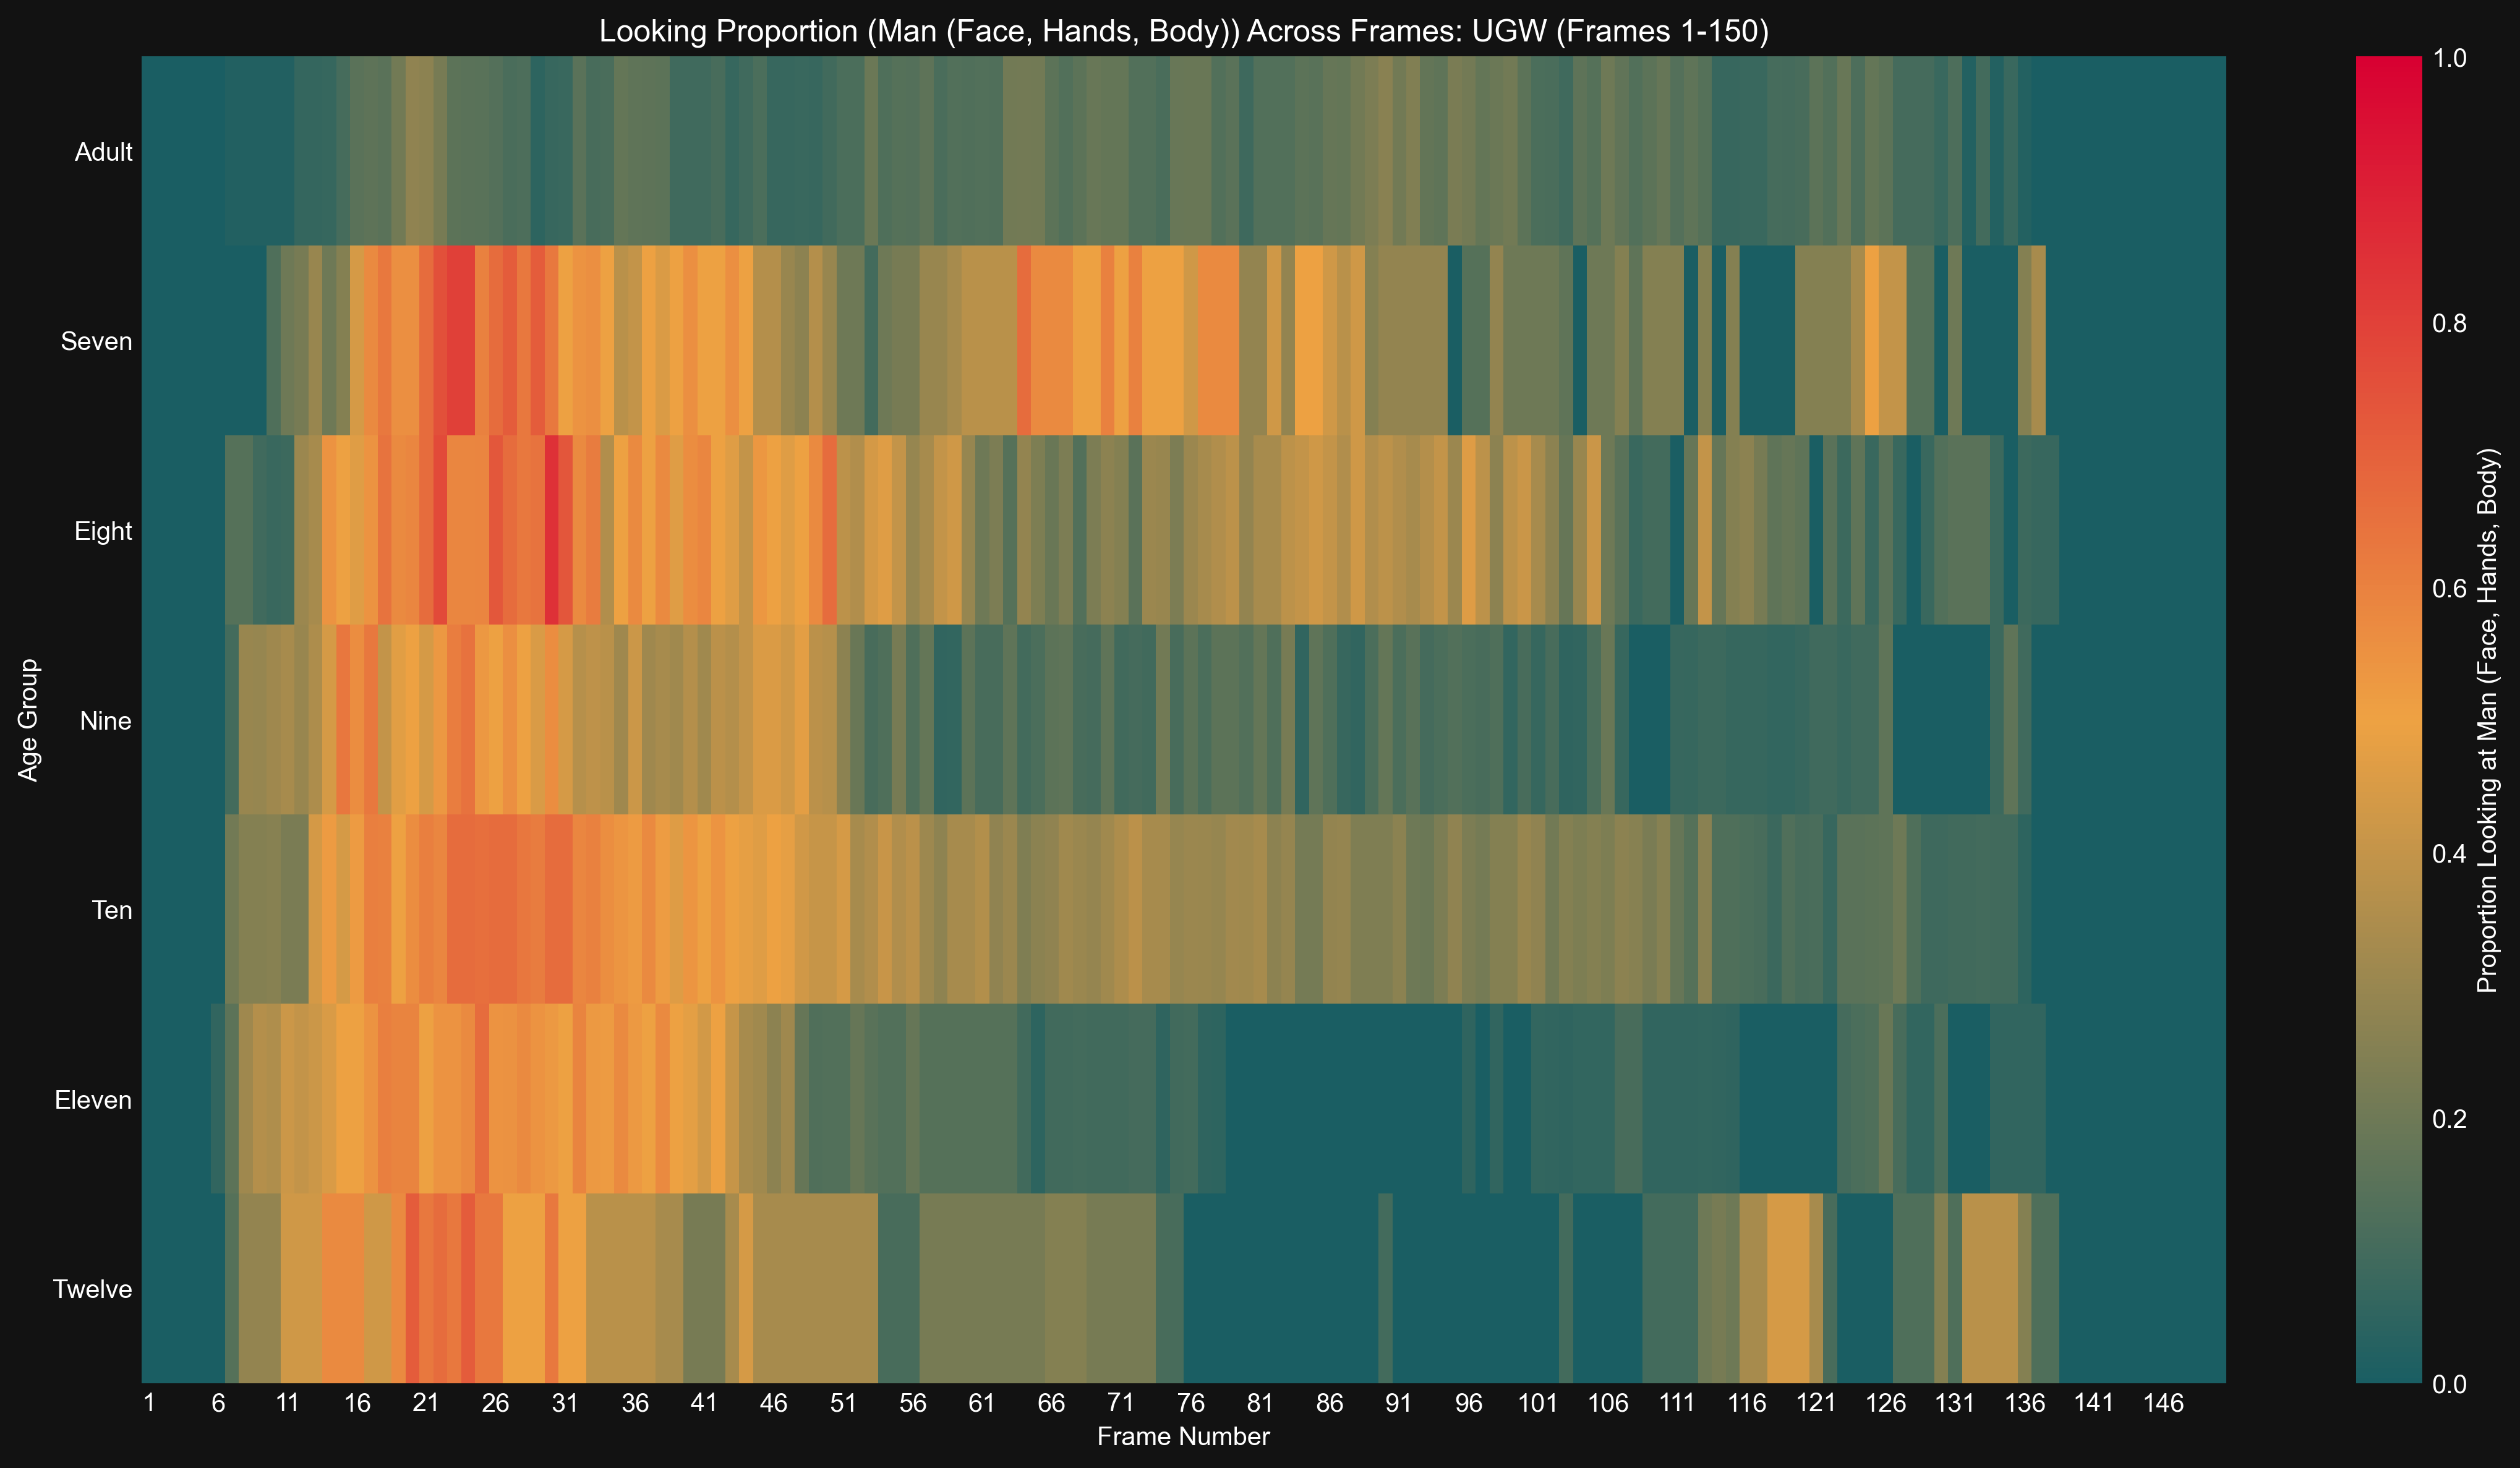 Looking Proportion (Man (Face, Hands, Body)) Across Frames: UGW (Frames 1-150)
Age Group
Adult
Seven
Eight
Nine
Ten
Eleven
Twelve
1 6 11 16 21 26 31 36 41 46 51 56 61 66 71 76 81 86 91 96 101 106 111 116 121 126 131 136 141 146
Frame Number
1.0
0.8
0.6
0.4
0.2
0.0
Proportion Looking at Man (Face, Hands, Body)